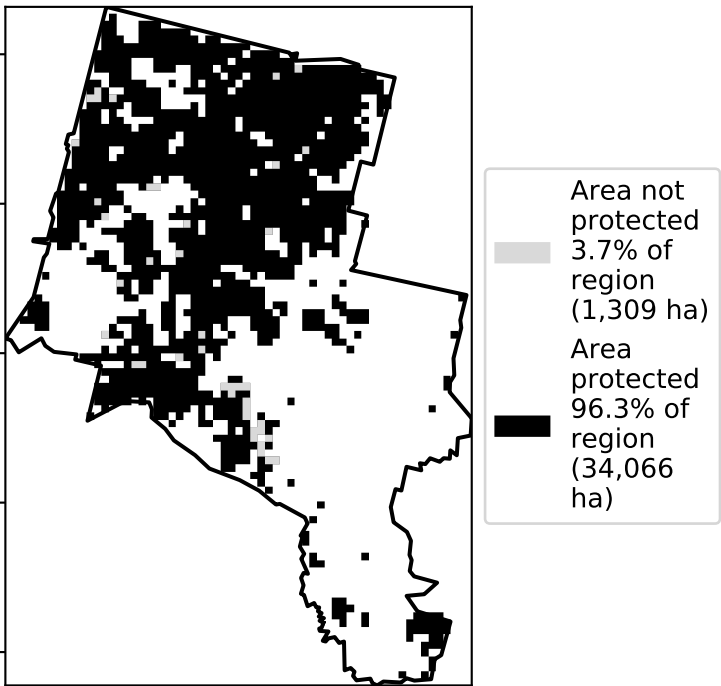 Area not
protected
3.7% of
region
(1,309 ha)
Area
protected
96.3% of
region
(34,066
ha)